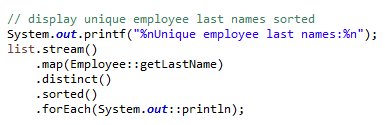 // display unique employee last names sorted
System.out.printf("%nUnique employee last names:%n");
list.stream()
    .map(Employee::getLastName)
    .distinct()
    .sorted()
    .forEach(System.out::println);